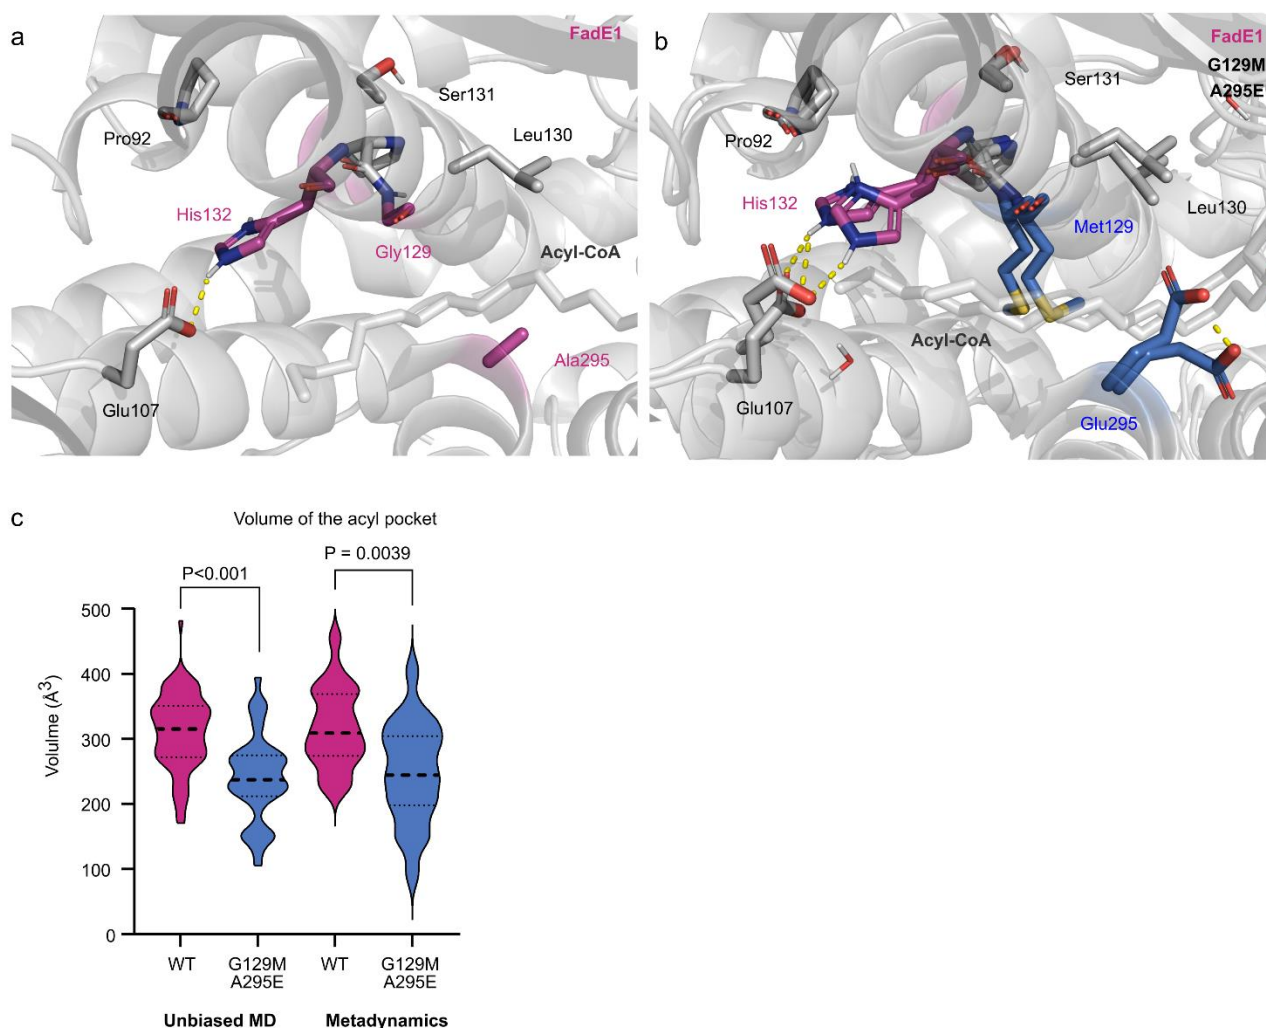 a
FadE1
Ser131
Pro92
Leu130
His132
Gly129
Acyl-CoA
Ala295
Glu107
b
FadE1
G129M
A295E
Ser131
Pro92
His132
Leu130
Met129
Acyl-CoA
Glu107
Glu295
c
Volume of the acyl pocket
P = 0.0039
P<0.001
Volulme (Å3)
500
400
300
200
100
0
WT
G129M
A295E
WT
G129M
A295E
Unbiased MD
Metadynamics